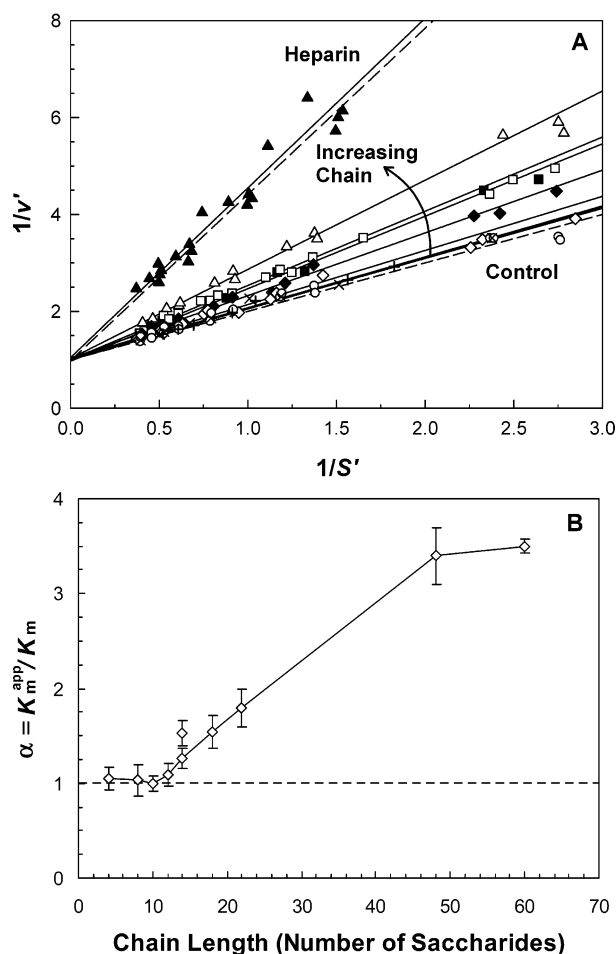 A
8
6
4
2
0
1/v'
Heparin
Increasing
Chain
Control
0.0
0.5
1.0
1.5
2.0
2.5
3.0
1/S'
B
4
3
2
1
0
α = K_m^app/K_m
0
10
20
30
40
50
60
70
Chain Length (Number of Saccharides)